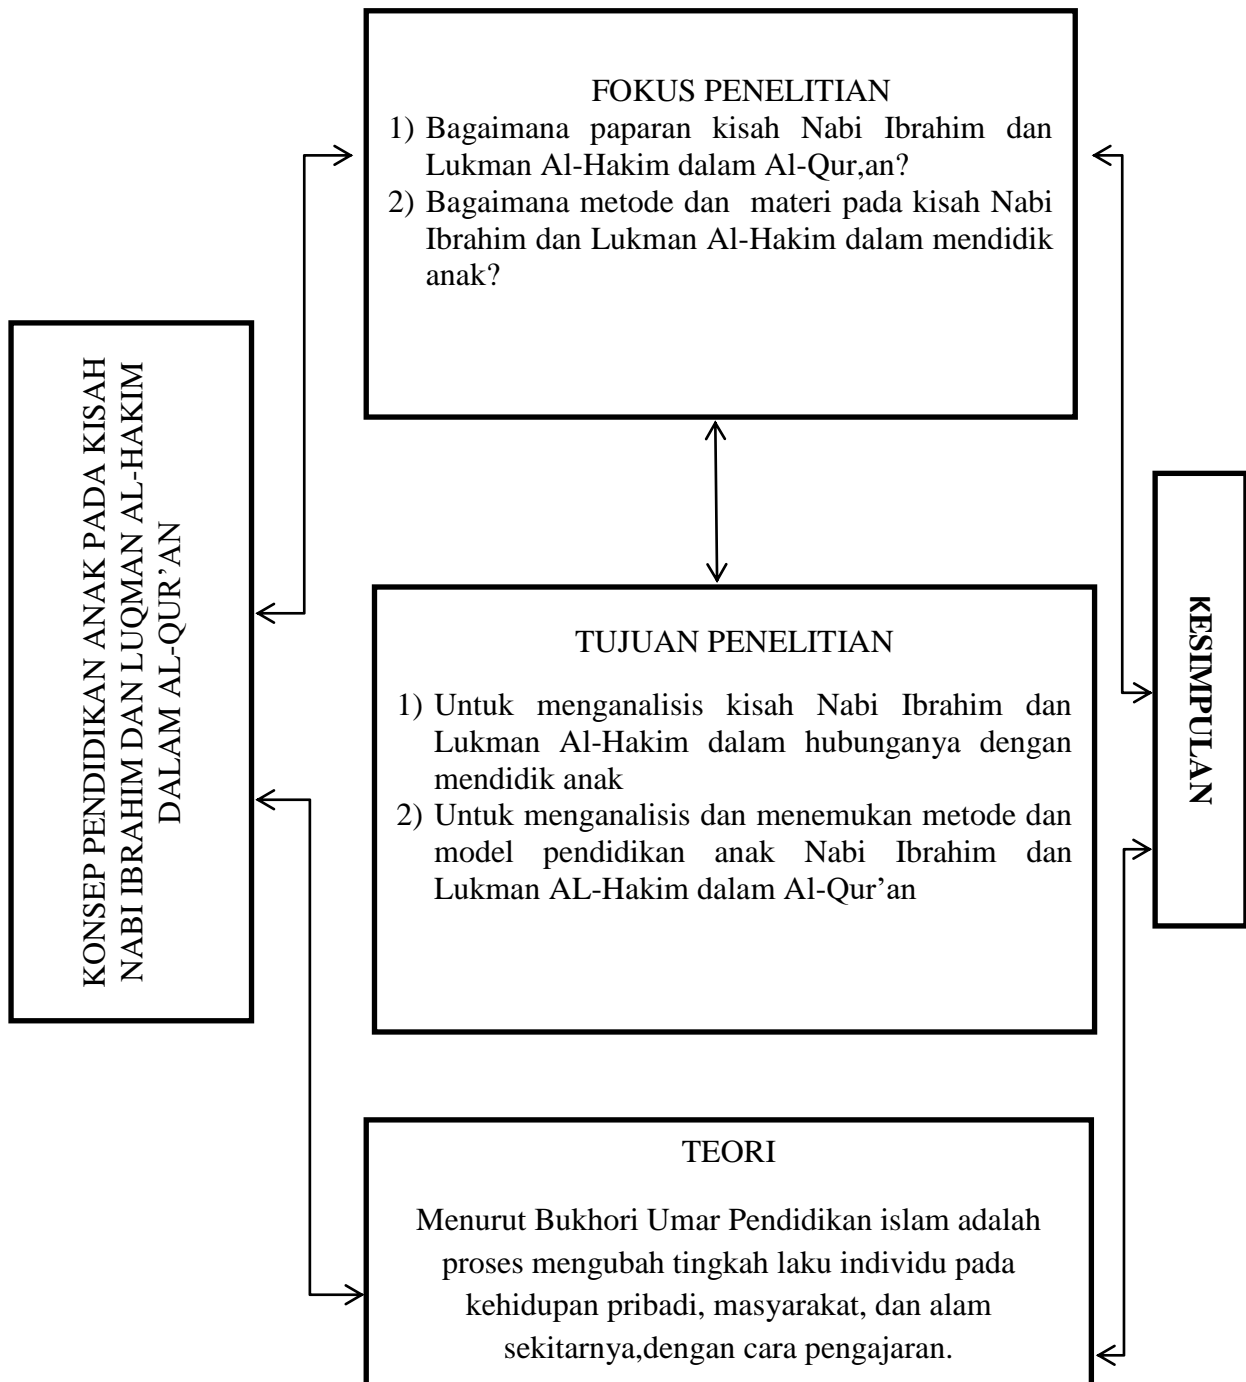 FOKUS PENELITIAN
1) Bagaimana paparan kisah Nabi Ibrahim dan
Lukman Al-Hakim dalam Al-Qur,an?
2) Bagaimana metode dan materi pada kisah Nabi
Ibrahim dan Lukman Al-Hakim dalam mendidik
anak?
KONSEP PENDIDIKAN ANAK PADA KISAH
NABI IBRAHIM DAN LUQMAN AL-HAKIM
DALAM AL-QUR’AN
TUJUAN PENELITIAN
1) Untuk menganalisis kisah Nabi Ibrahim dan
Lukman Al-Hakim dalam hubunganya dengan
mendidik anak
2) Untuk menganalisis dan menemukan metode dan
model pendidikan anak Nabi Ibrahim dan
Lukman AL-Hakim dalam Al-Qur’an
KESIMPULAN
TEORI
Menurut Bukhori Umar Pendidikan islam adalah
proses mengubah tingkah laku individu pada
kehidupan pribadi, masyarakat, dan alam
sekitarnya,dengan cara pengajaran.